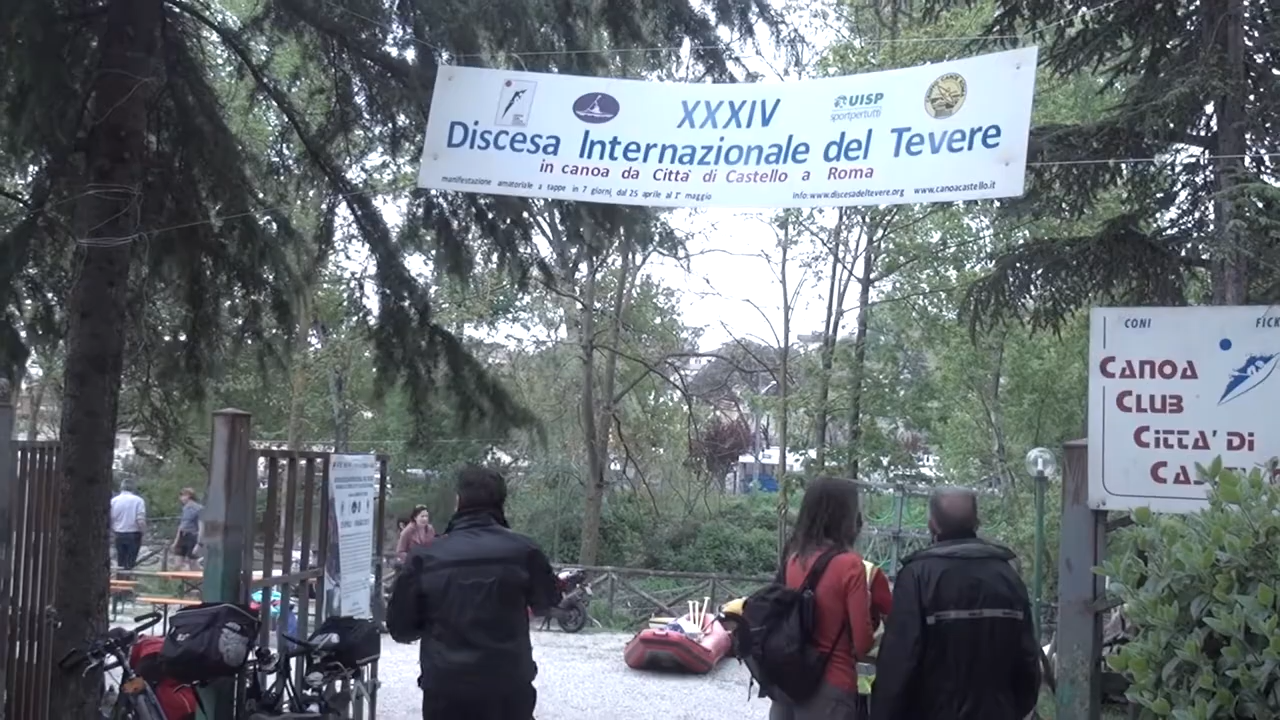 XXXIV
UISP
sportpertutti
Discesa Internazionale del Tevere
in canoa da Città di Castello a Roma
manifestazione amatoriale a tappe in 7 giorni, dal 25 aprile al 1° maggio
info: www.discesadeltevere.org www.canoacastello.it
CONI FICK
CANOA
CLUB
CITTA' DI